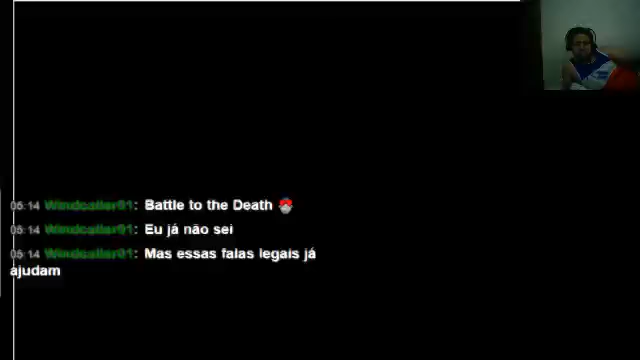 05:14 Windcaller91: Battle to the Death
05:14 Windcaller91: Eu já não sei
05:14 Windcaller91: Mas essas falas legais já
ajudam